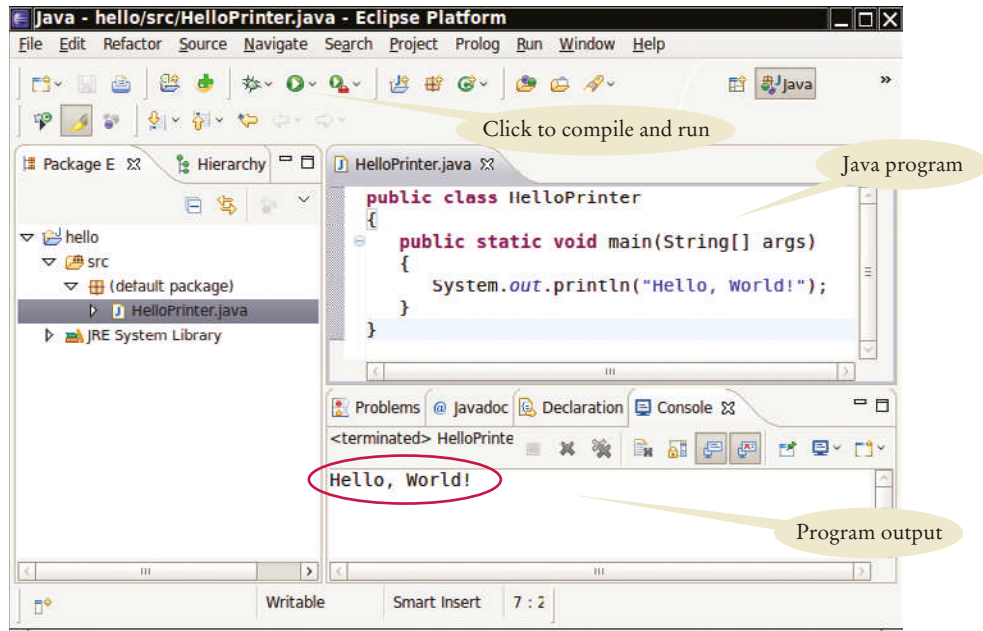 Java - hello/src/HelloPrinter.java - Eclipse Platform
File Edit Refactor Source Navigate Search Project Prolog Run Window Help
Java »
Click to compile and run
Package E Hierarchy
HelloPrinter.java
Java program
hello
src
(default package)
HelloPrinter.java
JRE System Library
public class HelloPrinter
{
public static void main(String[] args)
{
System.out.println("Hello, World!");
}
}
Problems @ Javadoc Declaration Console
<terminated> HelloPrinte
Hello, World!
Program output
Writable Smart Insert 7 : 2